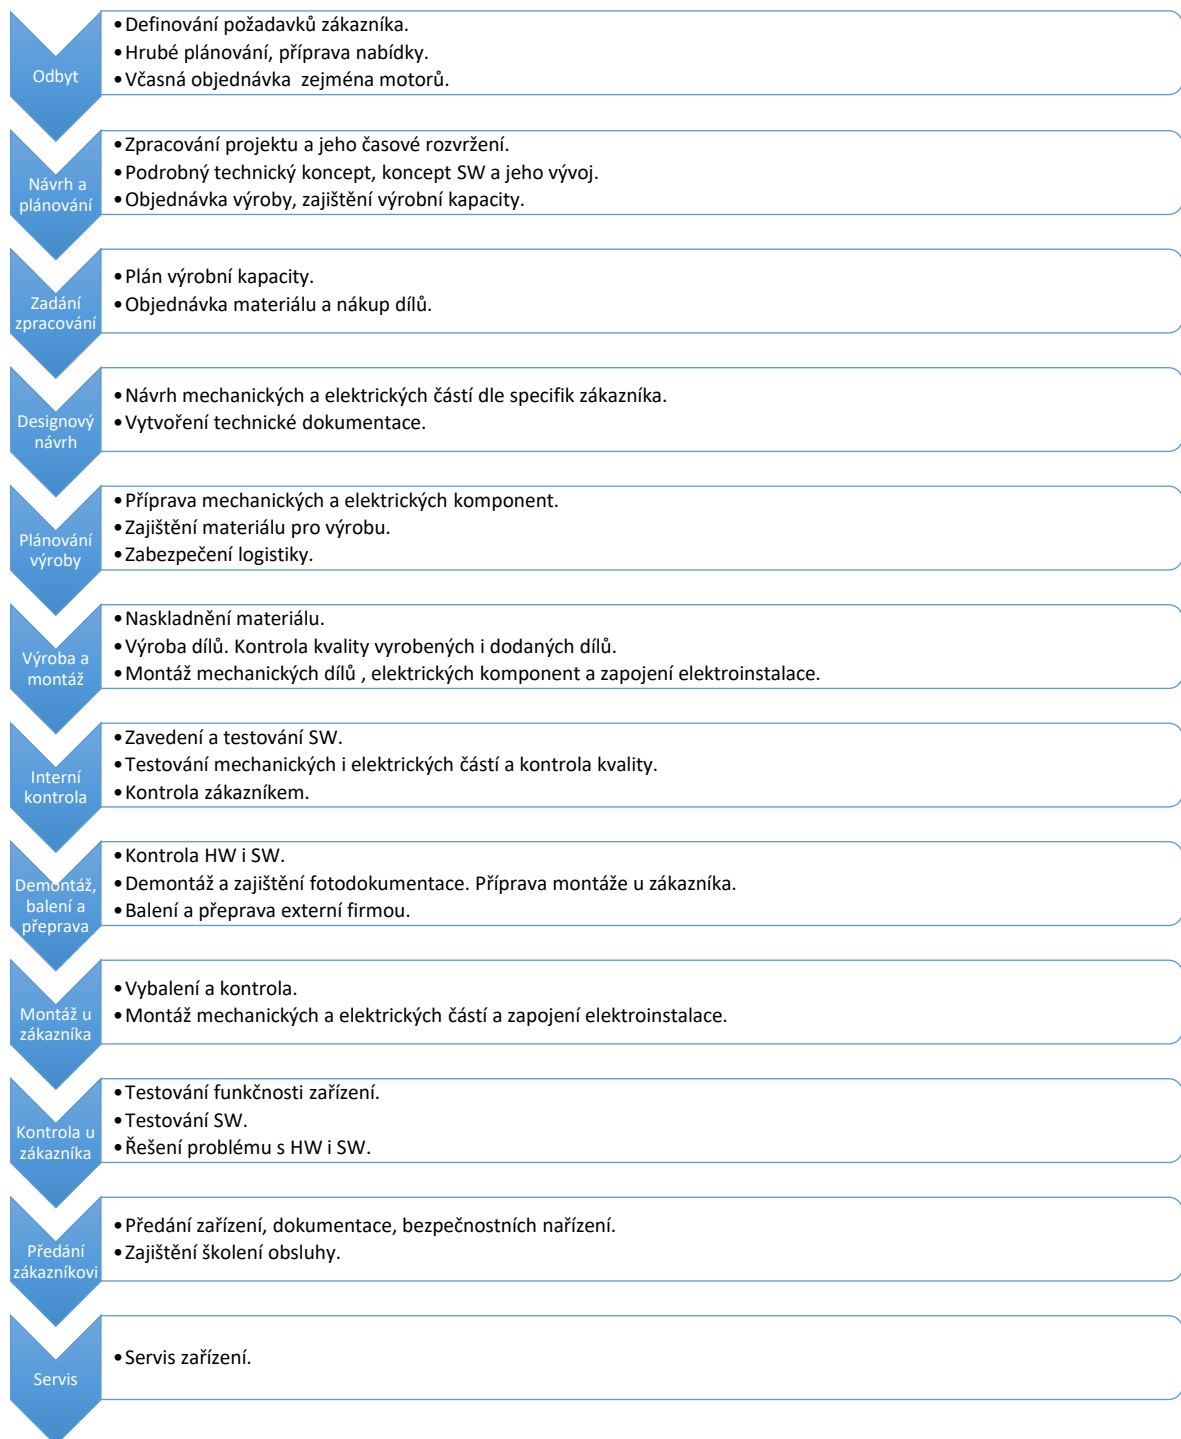 Odbyt
•Definování požadavků zákazníka.
•Hrubé plánování, příprava nabídky.
•Včasná objednávka  zejména motorů.
Návrh a
plánování
•Zpracování projektu a jeho časové rozvržení.
•Podrobný technický koncept, koncept SW a jeho vývoj.
•Objednávka výroby, zajištění výrobní kapacity.
Zadání
zpracování
•Plán výrobní kapacity.
•Objednávka materiálu a nákup dílů.
Designový
návrh
•Návrh mechanických a elektrických částí dle specifik zákazníka.
•Vytvoření technické dokumentace.
Plánování
výroby
•Příprava mechanických a elektrických komponent.
•Zajištění materiálu pro výrobu.
•Zabezpečení logistiky.
Výroba a
montáž
•Naskladnění materiálu.
•Výroba dílů. Kontrola kvality vyrobených i dodaných dílů.
•Montáž mechanických dílů , elektrických komponent a zapojení elektroinstalace.
Interní
kontrola
•Zavedení a testování SW.
•Testování mechanických i elektrických částí a kontrola kvality.
•Kontrola zákazníkem.
Demontáž,
balení a
přeprava
•Kontrola HW i SW.
•Demontáž a zajištění fotodokumentace. Příprava montáže u zákazníka.
•Balení a přeprava externí firmou.
Montáž u
zákazníka
•Vybalení a kontrola.
•Montáž mechanických a elektrických částí a zapojení elektroinstalace.
Kontrola u
zákazníka
•Testování funkčnosti zařízení.
•Testování SW.
•Řešení problému s HW i SW.
Předání
zákazníkovi
•Předání zařízení, dokumentace, bezpečnostních nařízení.
•Zajištění školení obsluhy.
Servis
•Servis zařízení.